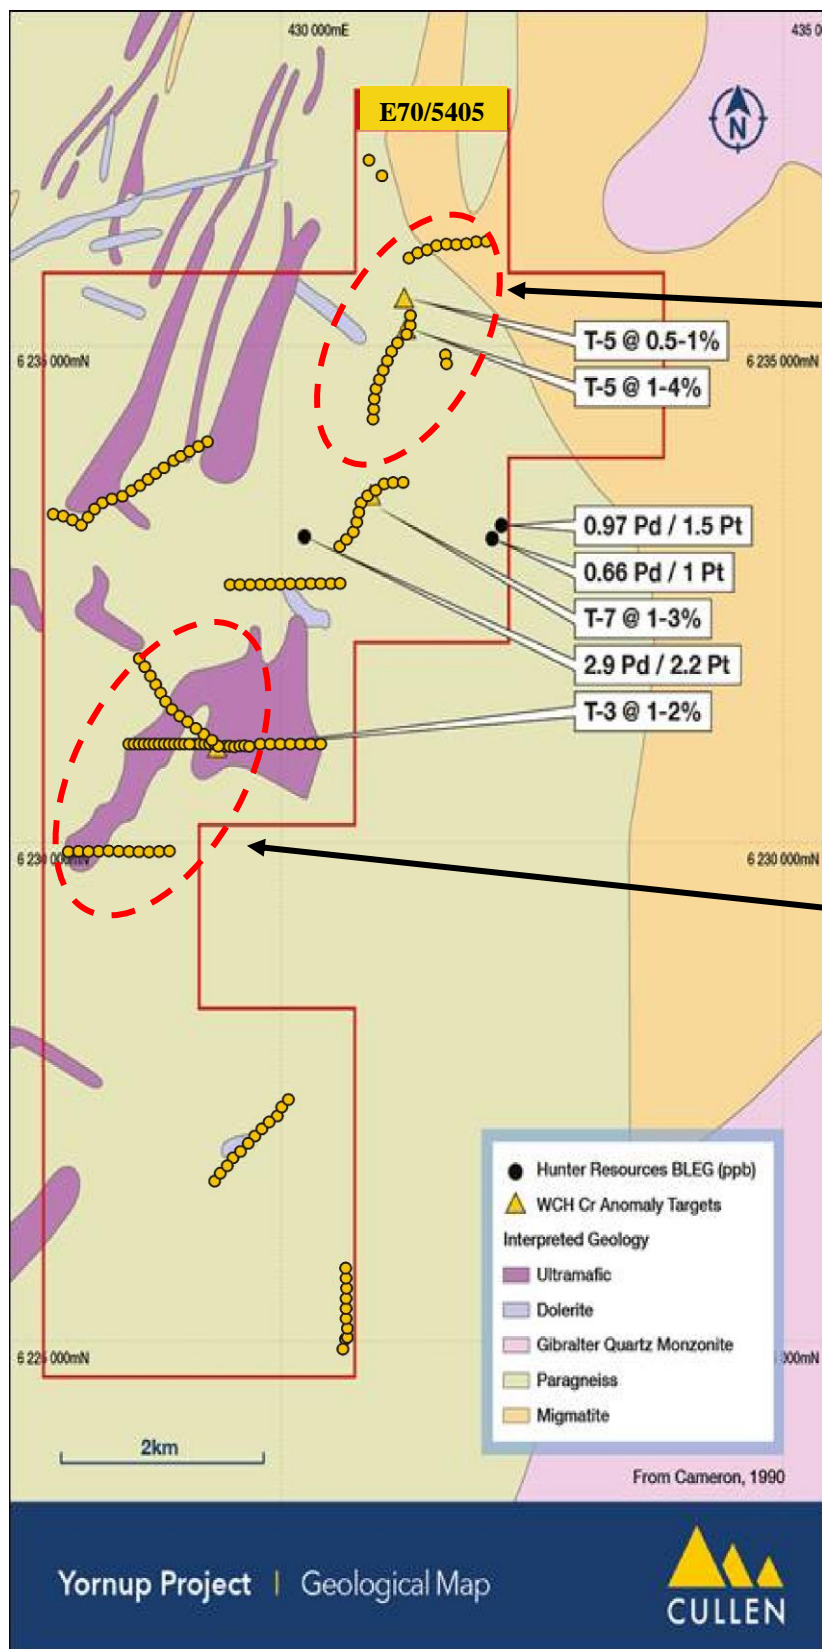 430 000mE
435 0
E70/5405
N
6 235 000mN
6 235 000mN
T-5 @ 0.5-1%
T-5 @ 1-4%
0.97 Pd / 1.5 Pt
0.66 Pd / 1 Pt
T-7 @ 1-3%
2.9 Pd / 2.2 Pt
T-3 @ 1-2%
6 230 000mN
6 230 000mN
Hunter Resources BLEG (ppb)
WCH Cr Anomaly Targets
Interpreted Geology
Ultramafic
Dolerite
Gibralter Quartz Monzonite
Paragneiss
Migmatite
6 225 000mN
000mN
2km
From Cameron, 1990
Yornup Project | Geological Map
CULLEN